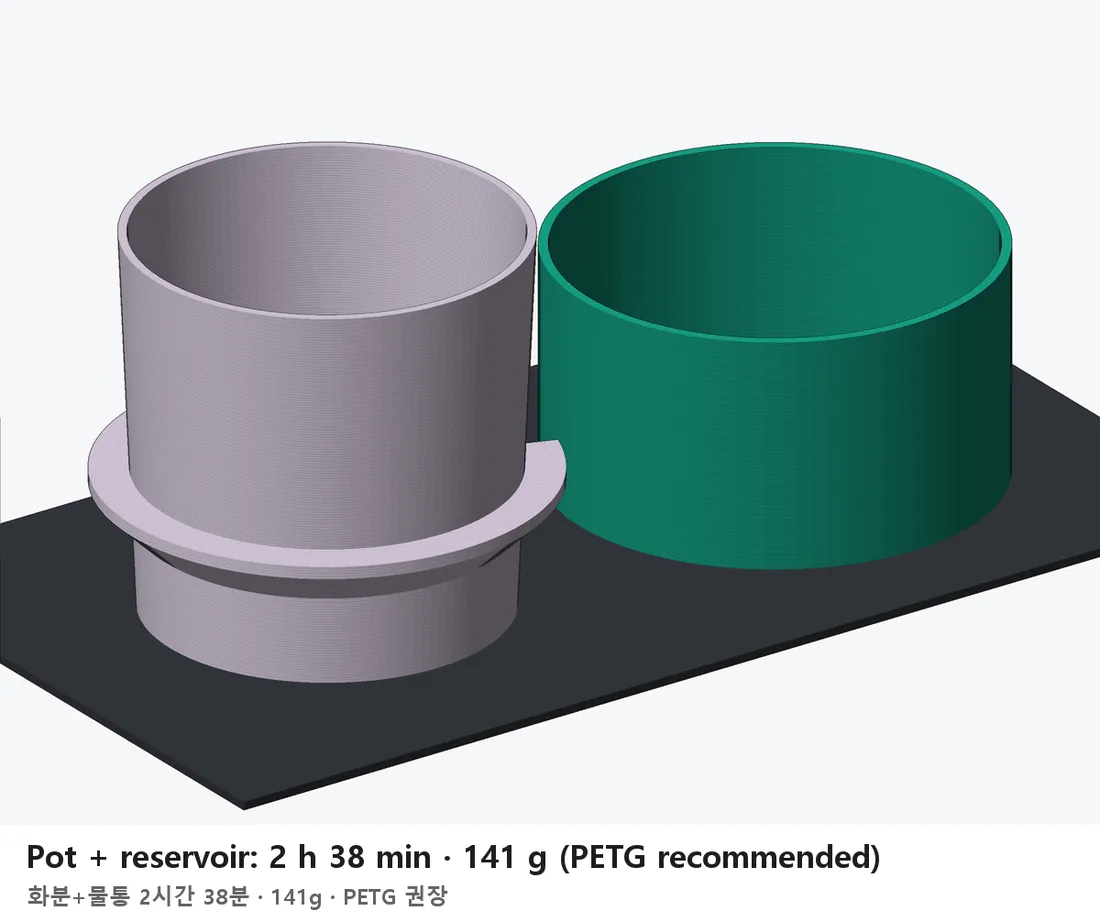 Pot + reservoir: 2 h 38 min · 141 g (PETG recommended)
화분+물통 2시간 38분 · 141g · PETG 권장